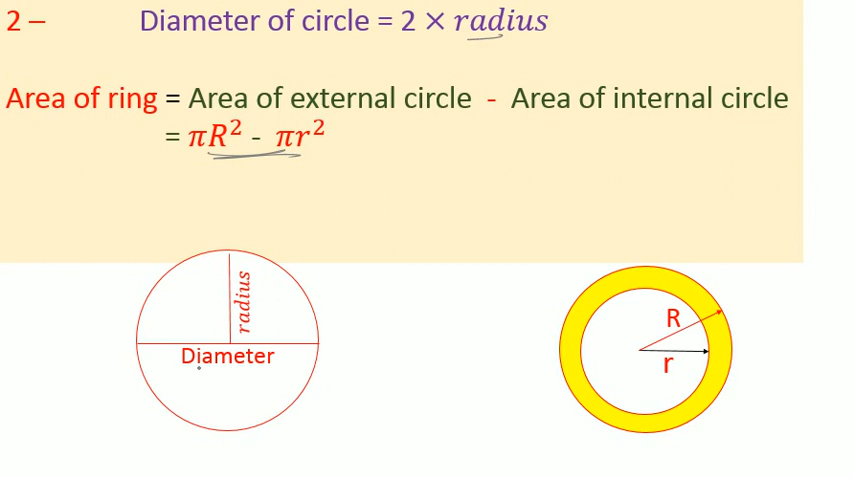 2 – Diameter of circle = 2 × radius
Area of ring = Area of external circle - Area of internal circle
= πR² - πr²
radius
Diameter
R
r